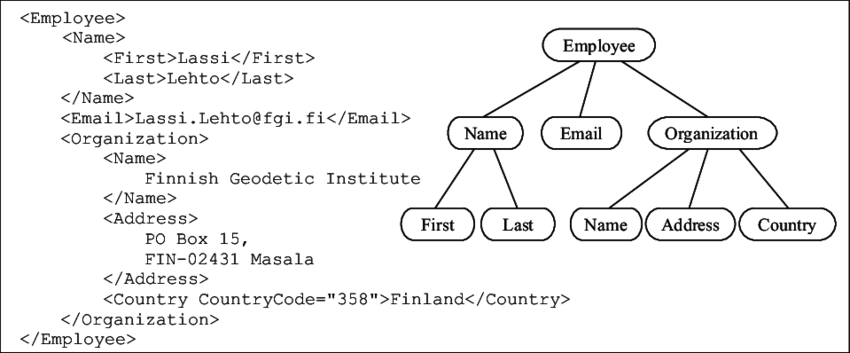 <Employee>
<Name>
<First>Lassi</First>
<Last>Lehto</Last>
</Name>
<Email>Lassi.Lehto@fgi.fi</Email>
<Organization>
<Name>
Finnish Geodetic Institute
</Name>
<Address>
PO Box 15,
FIN-02431 Masala
</Address>
<Country CountryCode="358">Finland</Country>
</Organization>
</Employee>
Employee
Name Email Organization
First Last Name Address Country